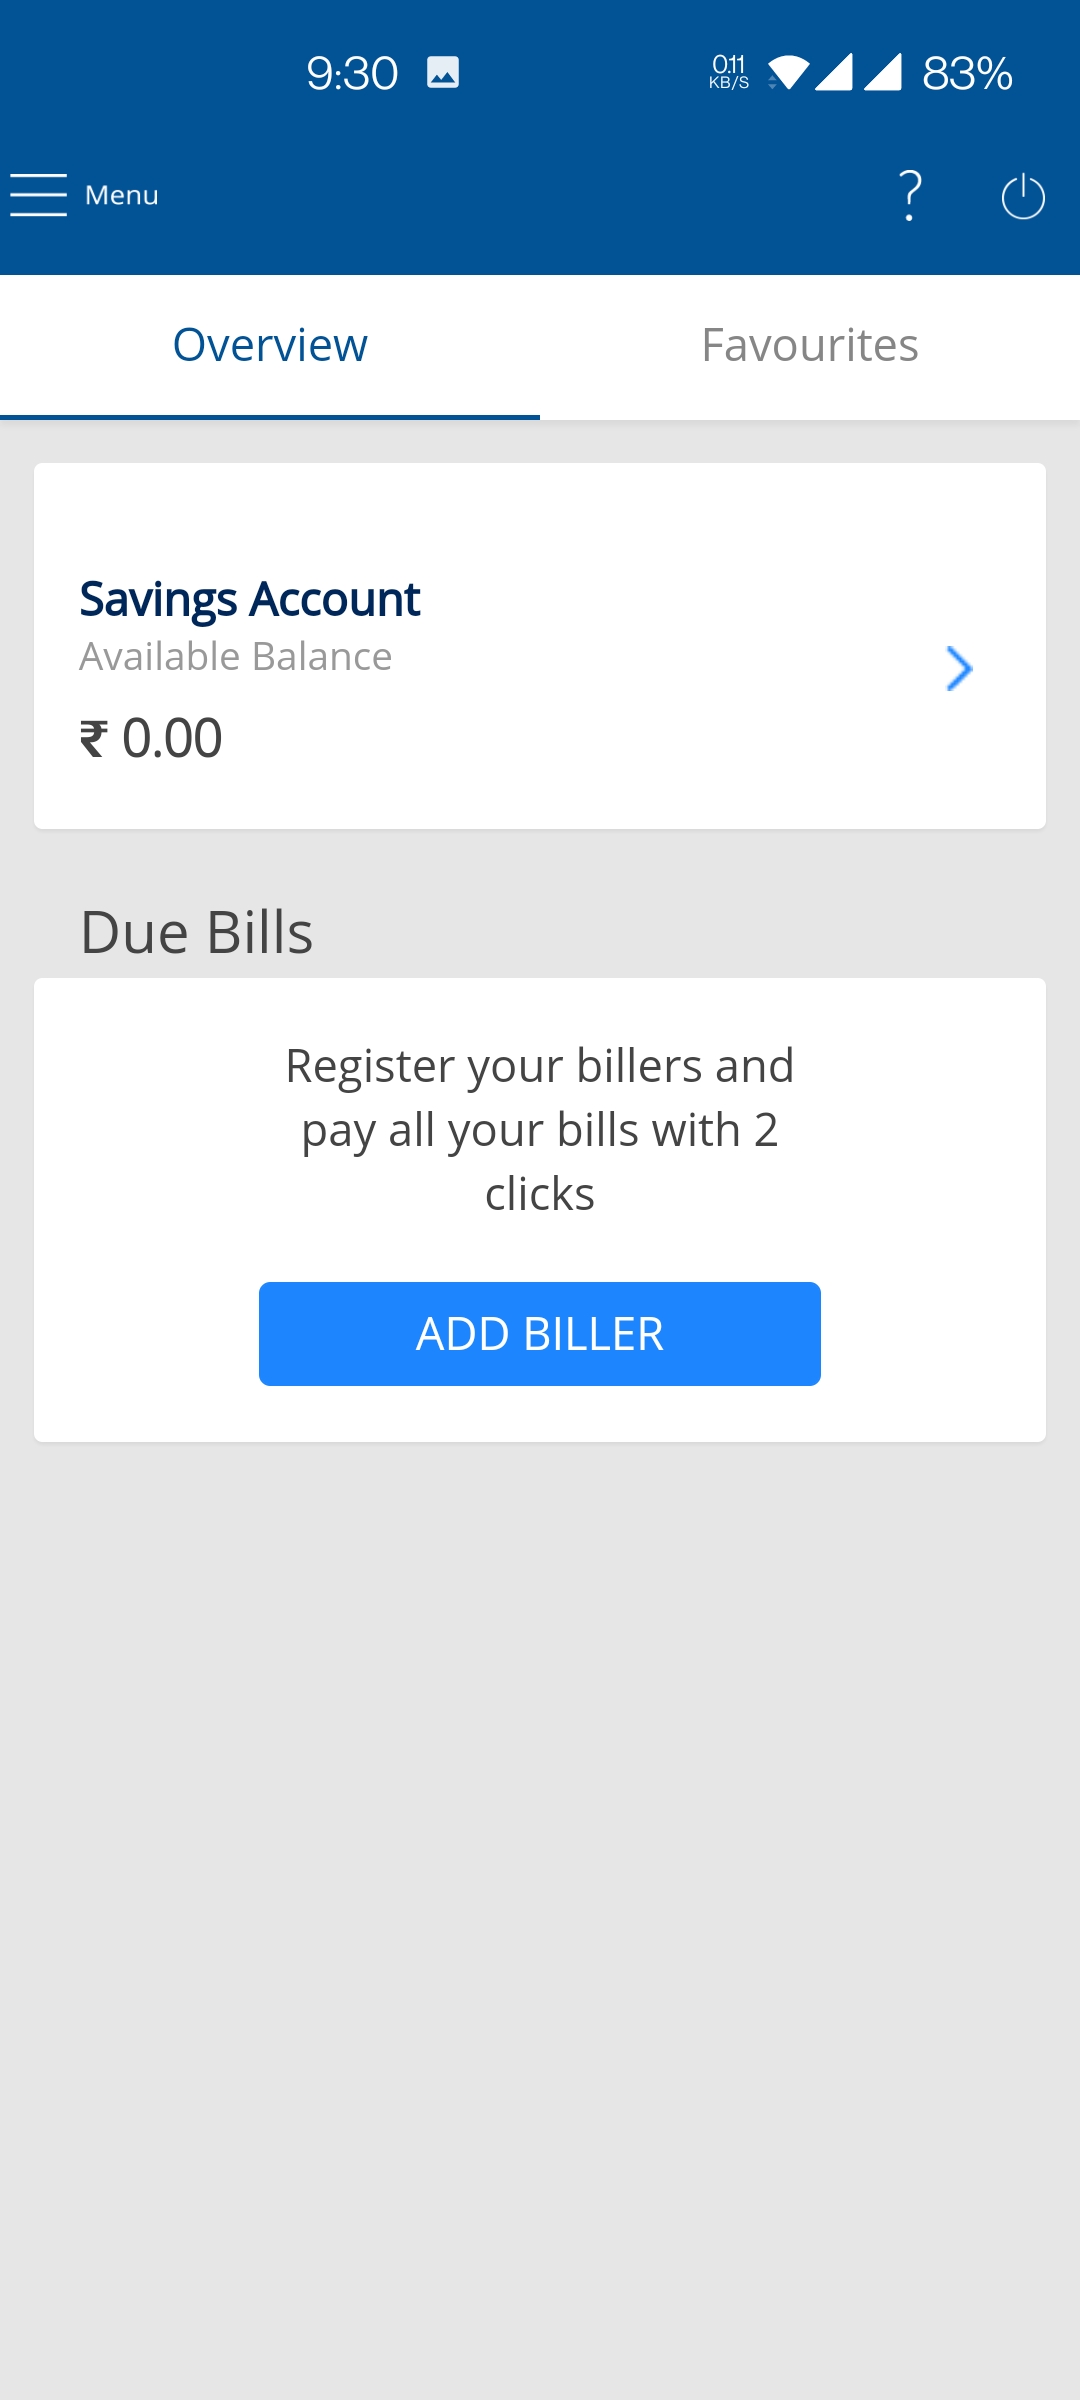 9:30
0.11
KB/S
83%
Menu
?
Overview
Favourites
Savings Account
Available Balance
₹ 0.00
Due Bills
Register your billers and
pay all your bills with 2
clicks
ADD BILLER